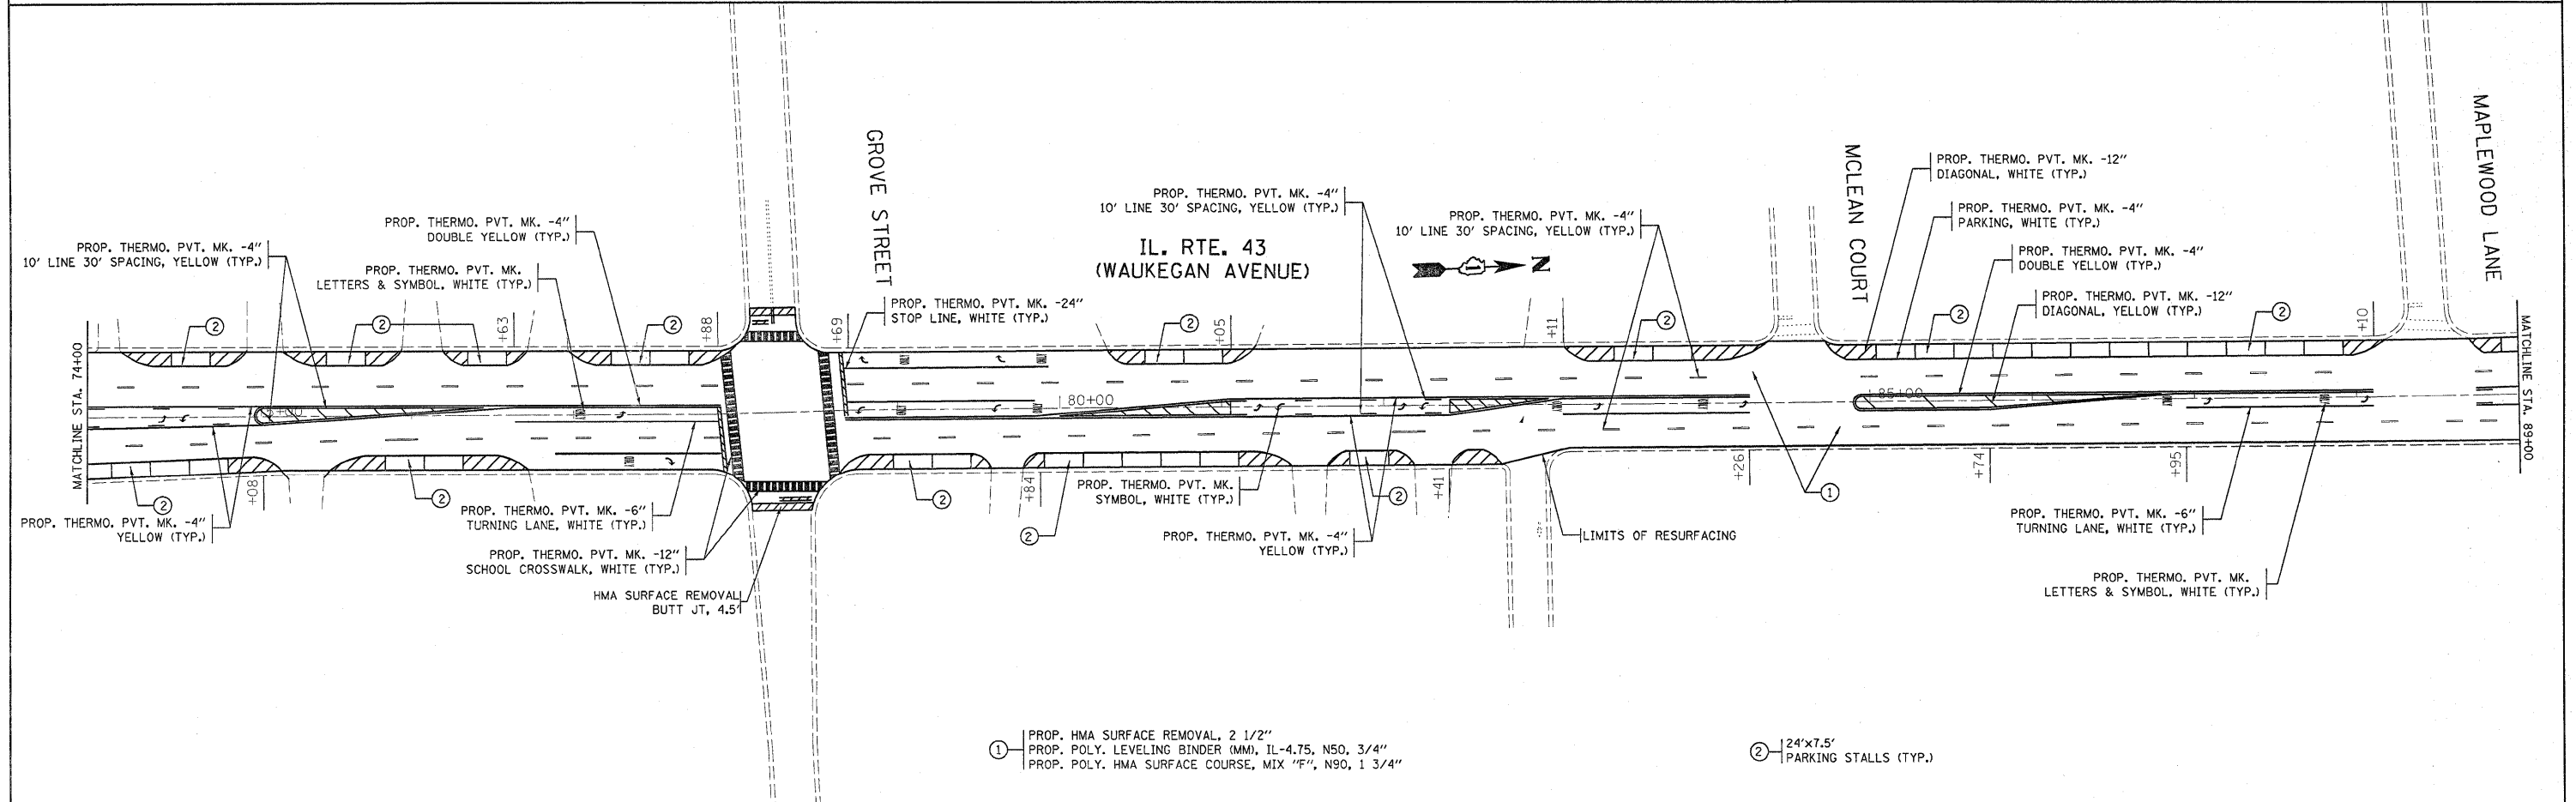 GROVE STREET
MCLEAN COURT
MAPLEWOOD LANE
IL. RTE. 43
(WAUKEGAN AVENUE)
N
PROP. THERMO. PVT. MK. -4"
10' LINE 30' SPACING, YELLOW (TYP.)
PROP. THERMO. PVT. MK. -4"
DOUBLE YELLOW (TYP.)
PROP. THERMO. PVT. MK.
LETTERS & SYMBOL, WHITE (TYP.)
PROP. THERMO. PVT. MK. -24"
STOP LINE, WHITE (TYP.)
PROP. THERMO. PVT. MK. -4"
10' LINE 30' SPACING, YELLOW (TYP.)
PROP. THERMO. PVT. MK. -4"
10' LINE 30' SPACING, YELLOW (TYP.)
PROP. THERMO. PVT. MK. -12"
DIAGONAL, WHITE (TYP.)
PROP. THERMO. PVT. MK. -4"
PARKING, WHITE (TYP.)
PROP. THERMO. PVT. MK. -4"
DOUBLE YELLOW (TYP.)
PROP. THERMO. PVT. MK. -12"
DIAGONAL, YELLOW (TYP.)
MATCHLINE STA. 74+00
2
2
+63
2
+88
+69
2
+05
+11
2
2
2
+10
MATCHLINE STA. 89+00
80+00
85+00
2
+08
2
2
+84
2
2
+41
+26
1
+74
+95
PROP. THERMO. PVT. MK. -4"
YELLOW (TYP.)
PROP. THERMO. PVT. MK. -6"
TURNING LANE, WHITE (TYP.)
PROP. THERMO. PVT. MK. -12"
SCHOOL CROSSWALK, WHITE (TYP.)
HMA SURFACE REMOVAL
BUTT JT, 4.5'
PROP. THERMO. PVT. MK.
SYMBOL, WHITE (TYP.)
PROP. THERMO. PVT. MK. -4"
YELLOW (TYP.)
LIMITS OF RESURFACING
PROP. THERMO. PVT. MK. -6"
TURNING LANE, WHITE (TYP.)
PROP. THERMO. PVT. MK.
LETTERS & SYMBOL, WHITE (TYP.)
1
PROP. HMA SURFACE REMOVAL, 2 1/2"
PROP. POLY. LEVELING BINDER (MM), IL-4.75, N50, 3/4"
PROP. POLY. HMA SURFACE COURSE, MIX "F", N90, 1 3/4"
2
24'x7.5'
PARKING STALLS (TYP.)